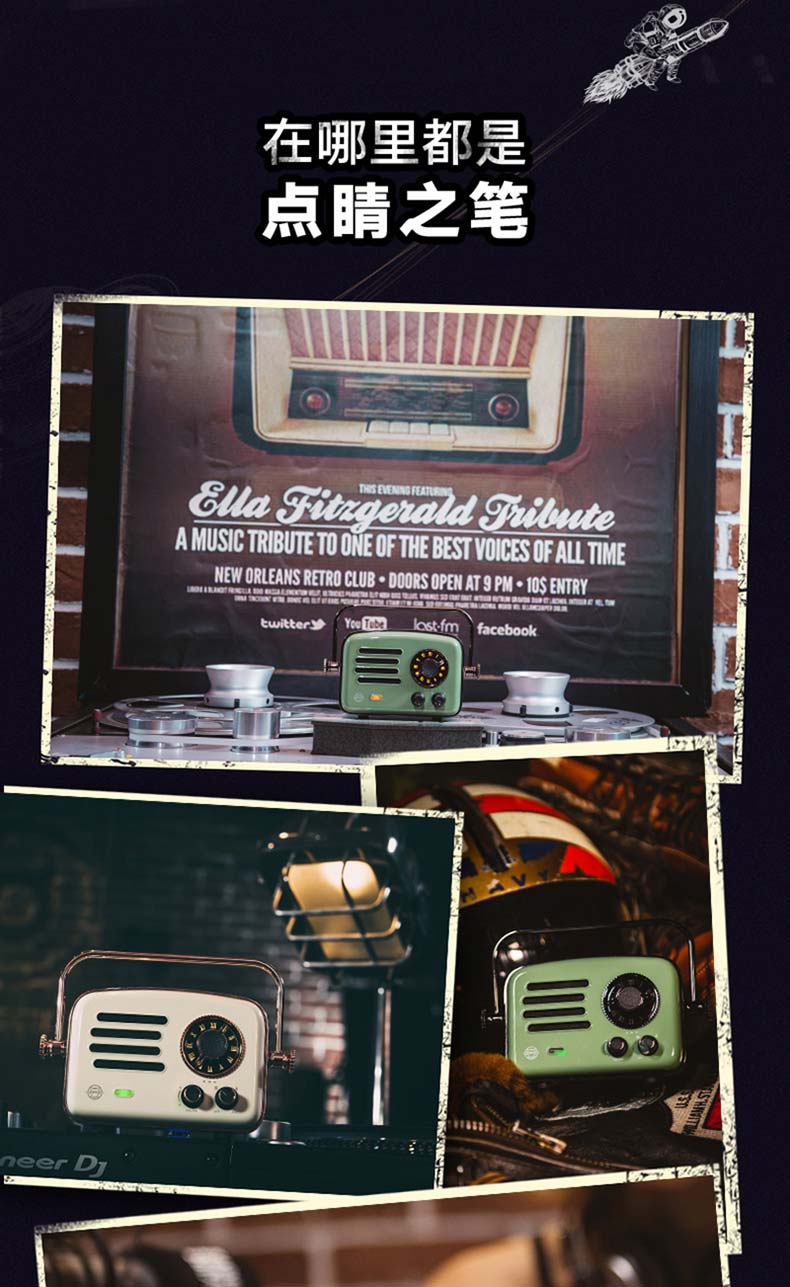 在哪里都是
点睛之笔
THIS EVENING FEATURING
Ella Fitzgerald Tribute
A MUSIC TRIBUTE TO ONE OF THE BEST VOICES OF ALL TIME
NEW ORLEANS RETRO CLUB • DOORS OPEN AT 9 PM • 10$ ENTRY
twitter YouTube last.fm facebook
NAVY
neer DJ
U.S.